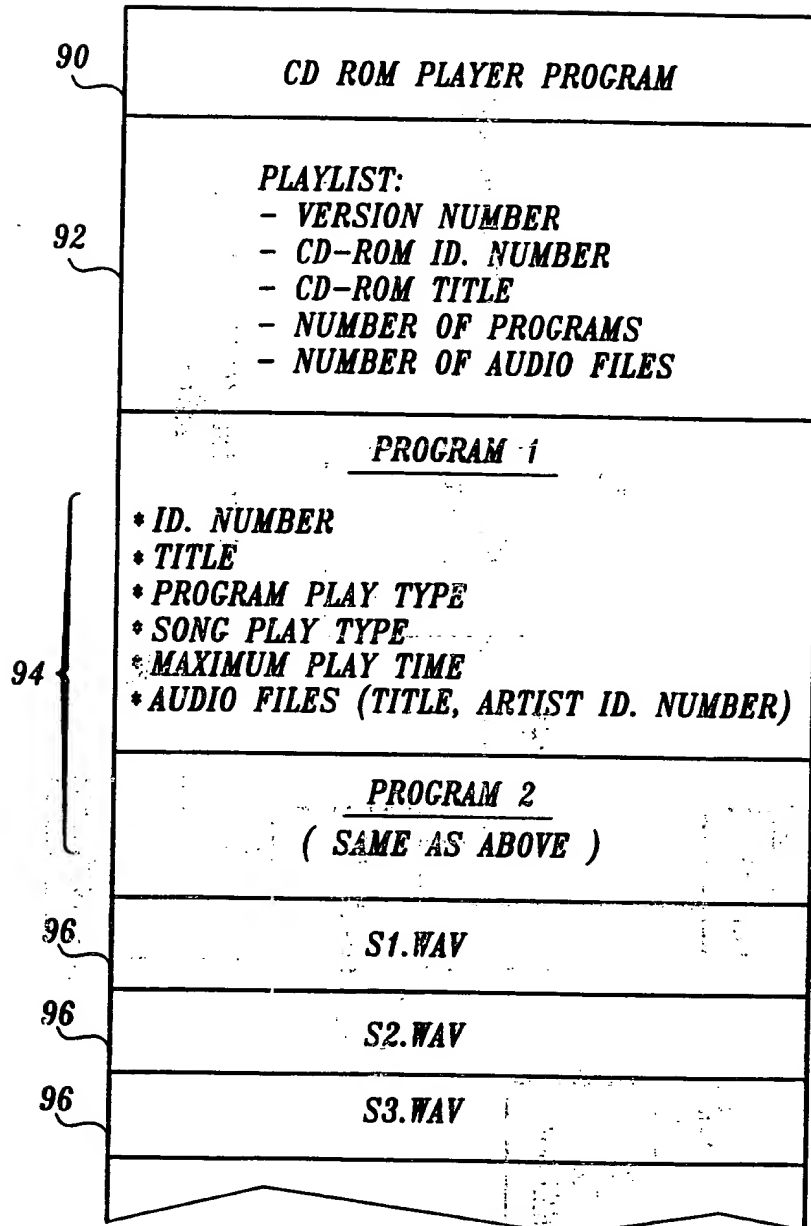 90
CD ROM PLAYER PROGRAM
92
PLAYLIST:
- VERSION NUMBER
- CD-ROM ID. NUMBER
- CD-ROM TITLE
- NUMBER OF PROGRAMS
- NUMBER OF AUDIO FILES
PROGRAM 1
94
* ID. NUMBER
* TITLE
* PROGRAM PLAY TYPE
* SONG PLAY TYPE
* MAXIMUM PLAY TIME
* AUDIO FILES (TITLE, ARTIST ID. NUMBER)
PROGRAM 2
( SAME AS ABOVE )
96
S1.WAV
96
S2.WAV
96
S3.WAV